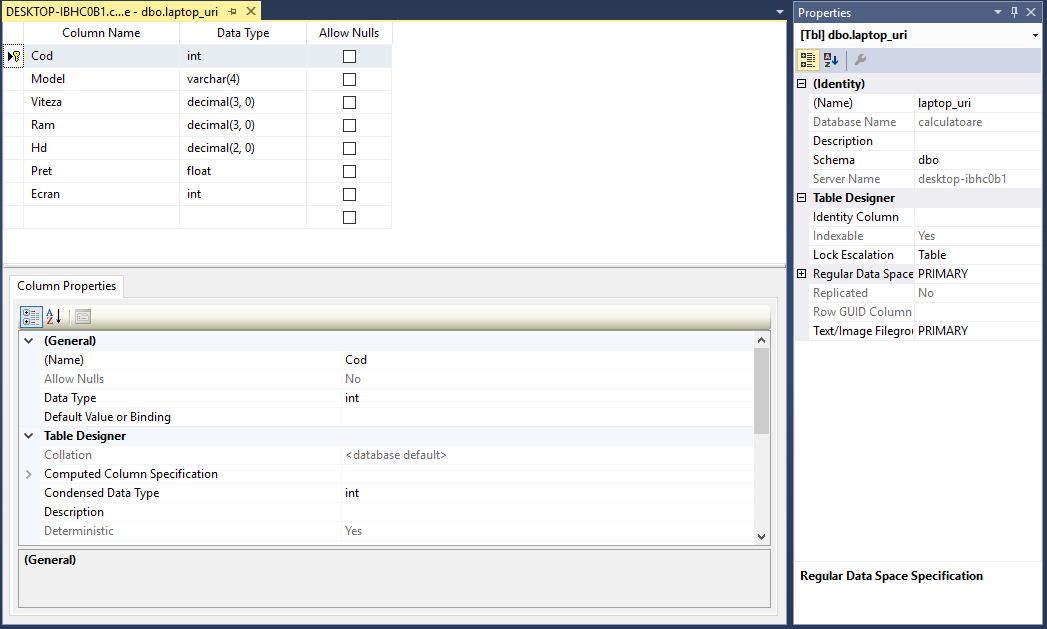 DESKTOP-IBHC0B1.c...e - dbo.laptop_uri
Column Name Data Type Allow Nulls
Cod int
Model varchar(4)
Viteza decimal(3, 0)
Ram decimal(3, 0)
Hd decimal(2, 0)
Pret float
Ecran int
Column Properties
(General)
(Name) Cod
Allow Nulls No
Data Type int
Default Value or Binding
Table Designer
Collation <database default>
Computed Column Specification
Condensed Data Type int
Description
Deterministic Yes
(General)
Properties
[Tbl] dbo.laptop_uri
(Identity)
(Name) laptop_uri
Database Name calculatoare
Description
Schema dbo
Server Name desktop-ibhc0b1
Table Designer
Identity Column
Indexable Yes
Lock Escalation Table
Regular Data Space PRIMARY
Replicated No
Row GUID Column
Text/Image Filegrou PRIMARY
Regular Data Space Specification